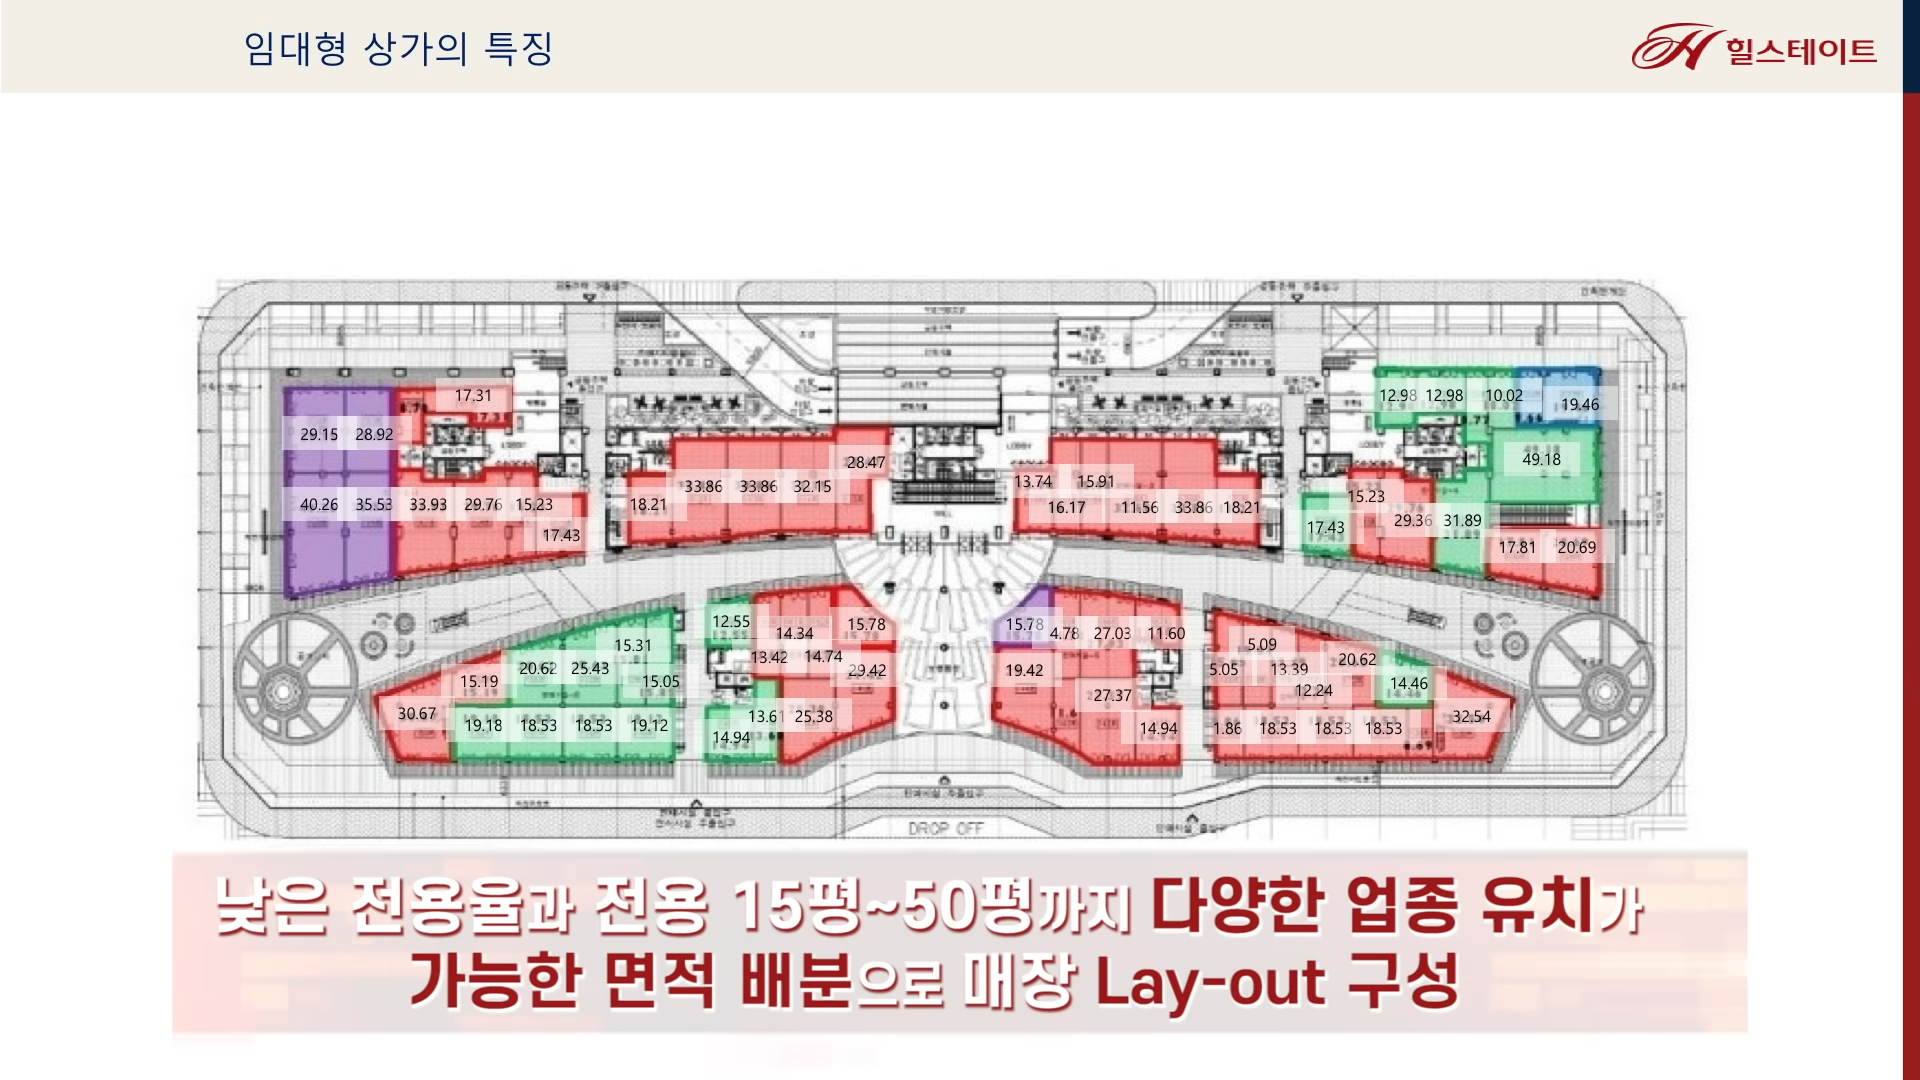 임대형 상가의 특징
힐스테이트
17.31
29.15 28.92
40.26 35.53 33.93 29.76 15.23
17.43
28.47
18.21 33.86 33.86 32.15
13.74 15.91
16.17 11.56 33.86 18.21
12.98 12.98 10.02 19.46
49.18
15.23
17.43 29.36 31.89
17.81 20.69
LOBBY
LOBBY
LOBBY
15.31
20.62 25.43
15.19 15.05
30.67
19.18 18.53 18.53 19.12
12.55 14.34 15.78
13.42 14.74 29.42
13.61 25.38
14.94
15.78 4.78 27.03 11.60
19.42
27.37
14.94
5.09
5.05 13.39 20.62
12.24 14.46
1.86 18.53 18.53 18.53 32.54
DROP OFF
낮은 전용율과 전용 15평~50평까지 다양한 업종 유치가
가능한 면적 배분으로 매장 Lay-out 구성